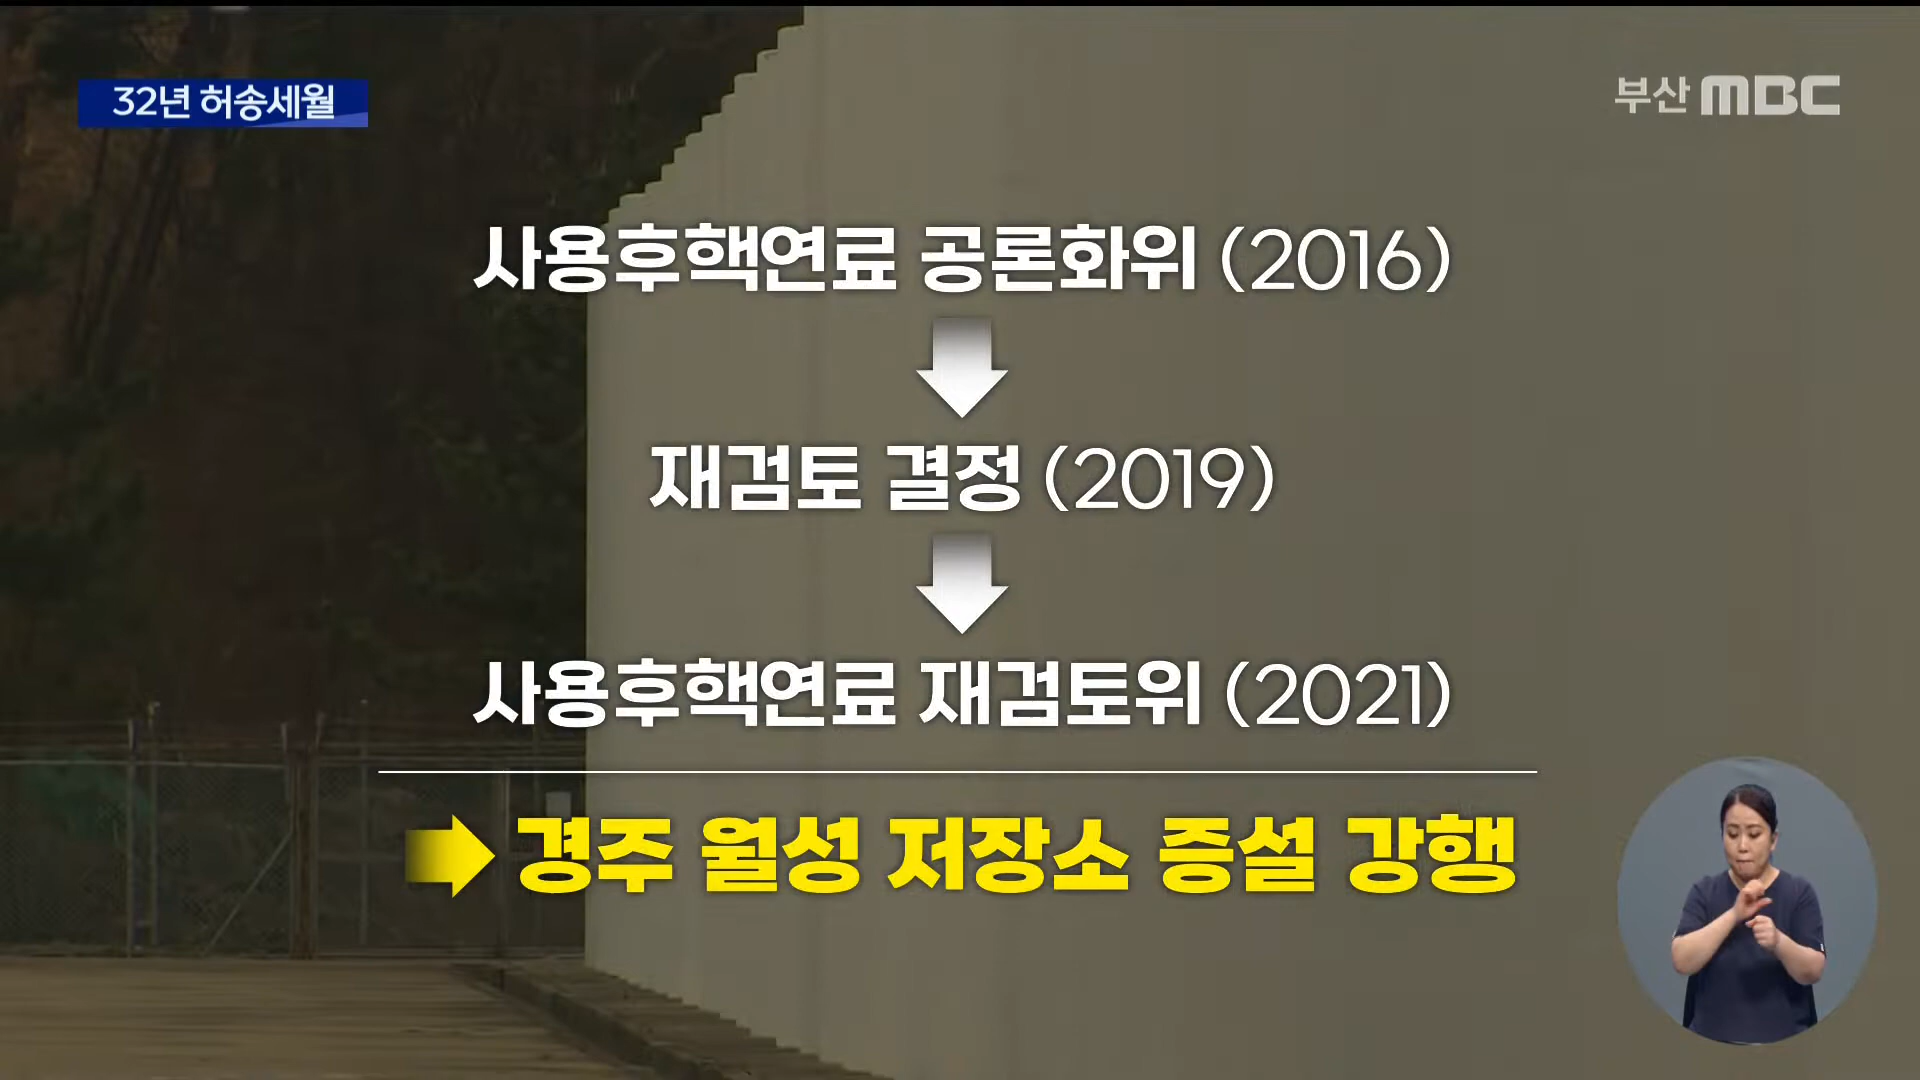 32년 허송세월
부산 MBC
사용후핵연료 공론화위 (2016)
재검토 결정 (2019)
사용후핵연료 재검토위 (2021)
경주 월성 저장소 증설 강행